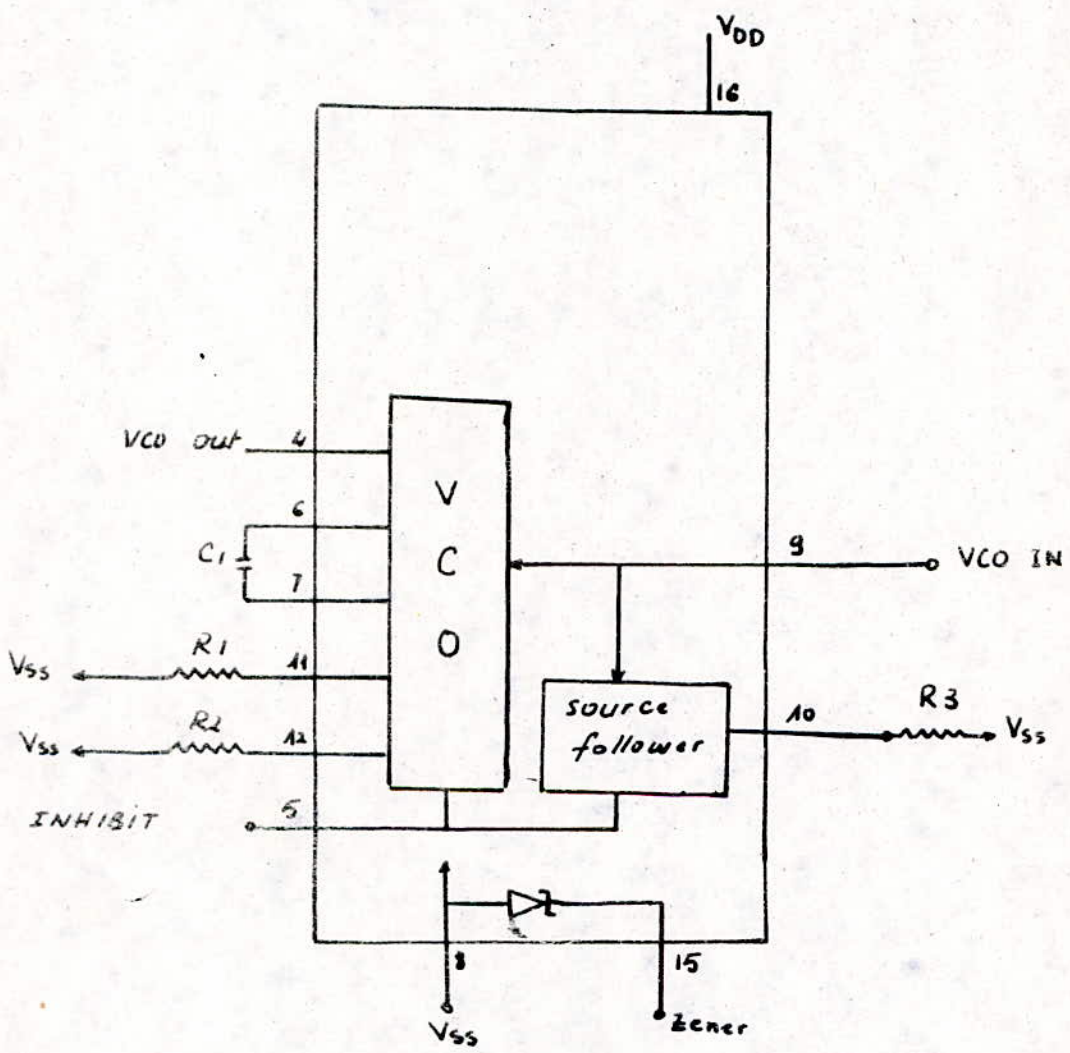 VDD
16
VCO out 4
6
C1
7
V
C
O
9
VCO IN
R1
11
VSS
R2
12
VSS
source
follower
10
R3
VSS
INHIBIT
5
8
15
VSS
Zener